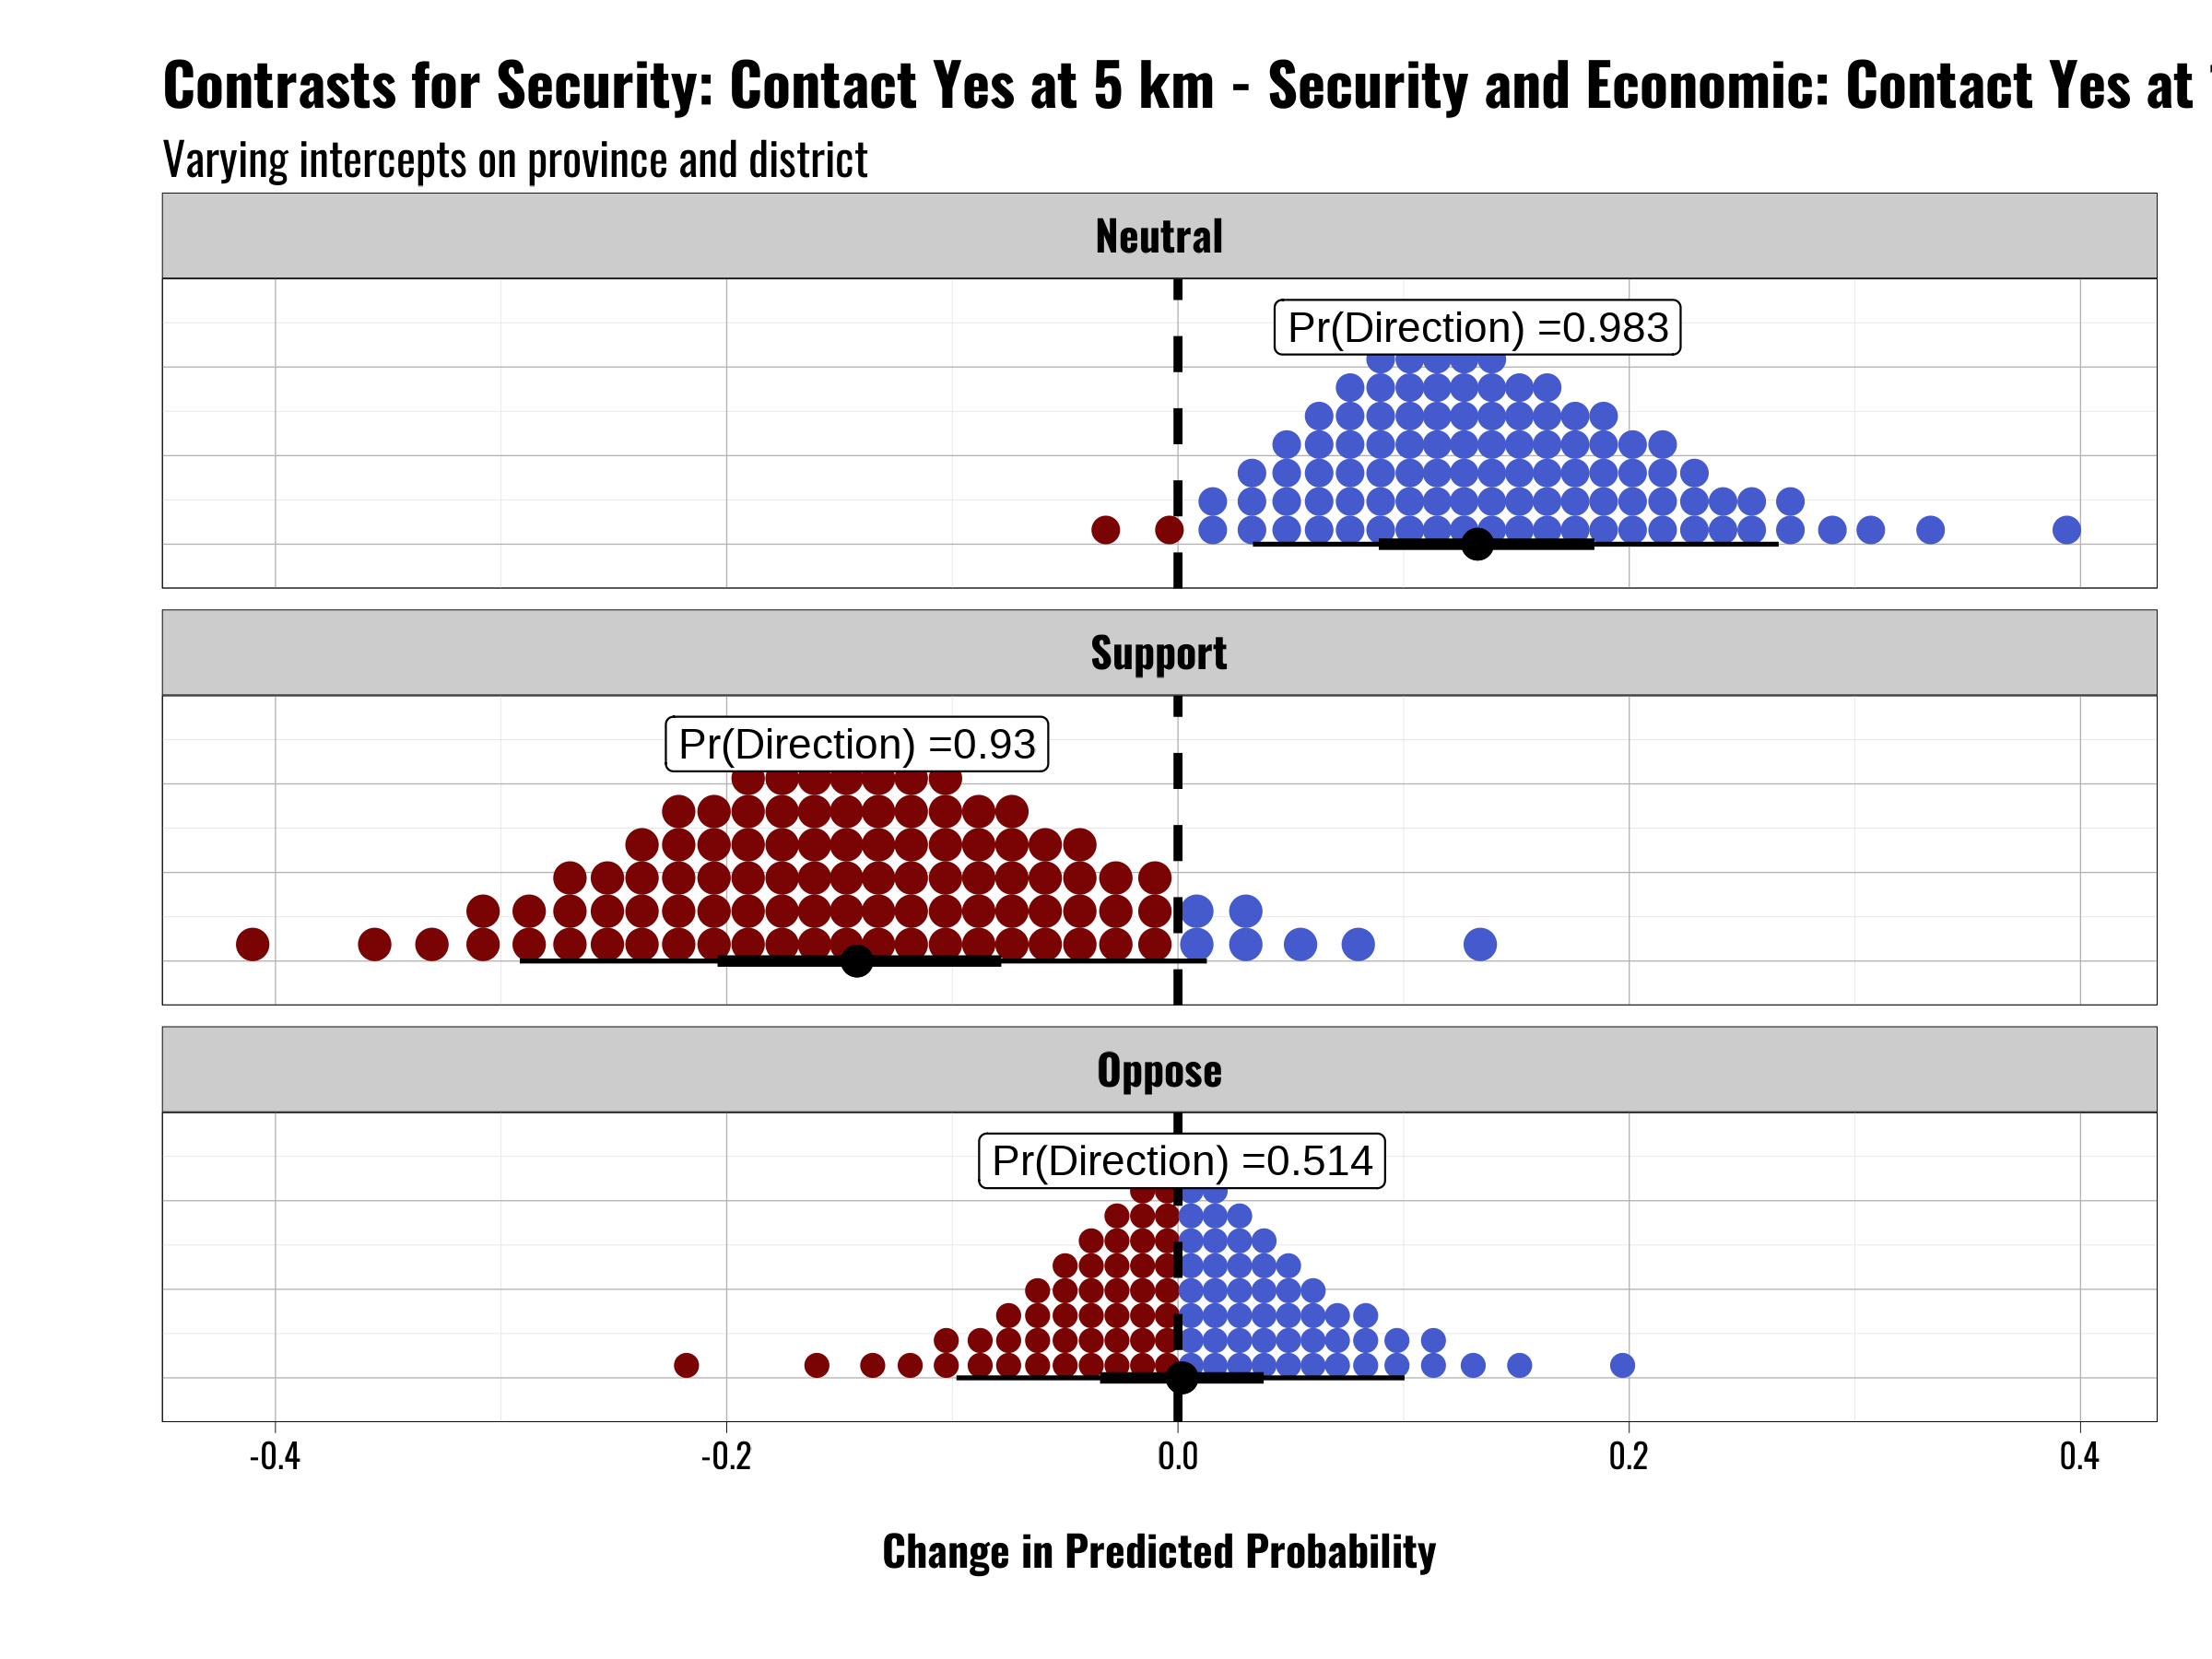 Contrasts for Security: Contact Yes at 5 km - Security and Economic: Contact Yes at
Varying intercepts on province and district
Neutral
Pr(Direction) =0.983
Support
Pr(Direction) =0.93
Oppose
Pr(Direction) =0.514
-0.4 -0.2 0.0 0.2 0.4
Change in Predicted Probability